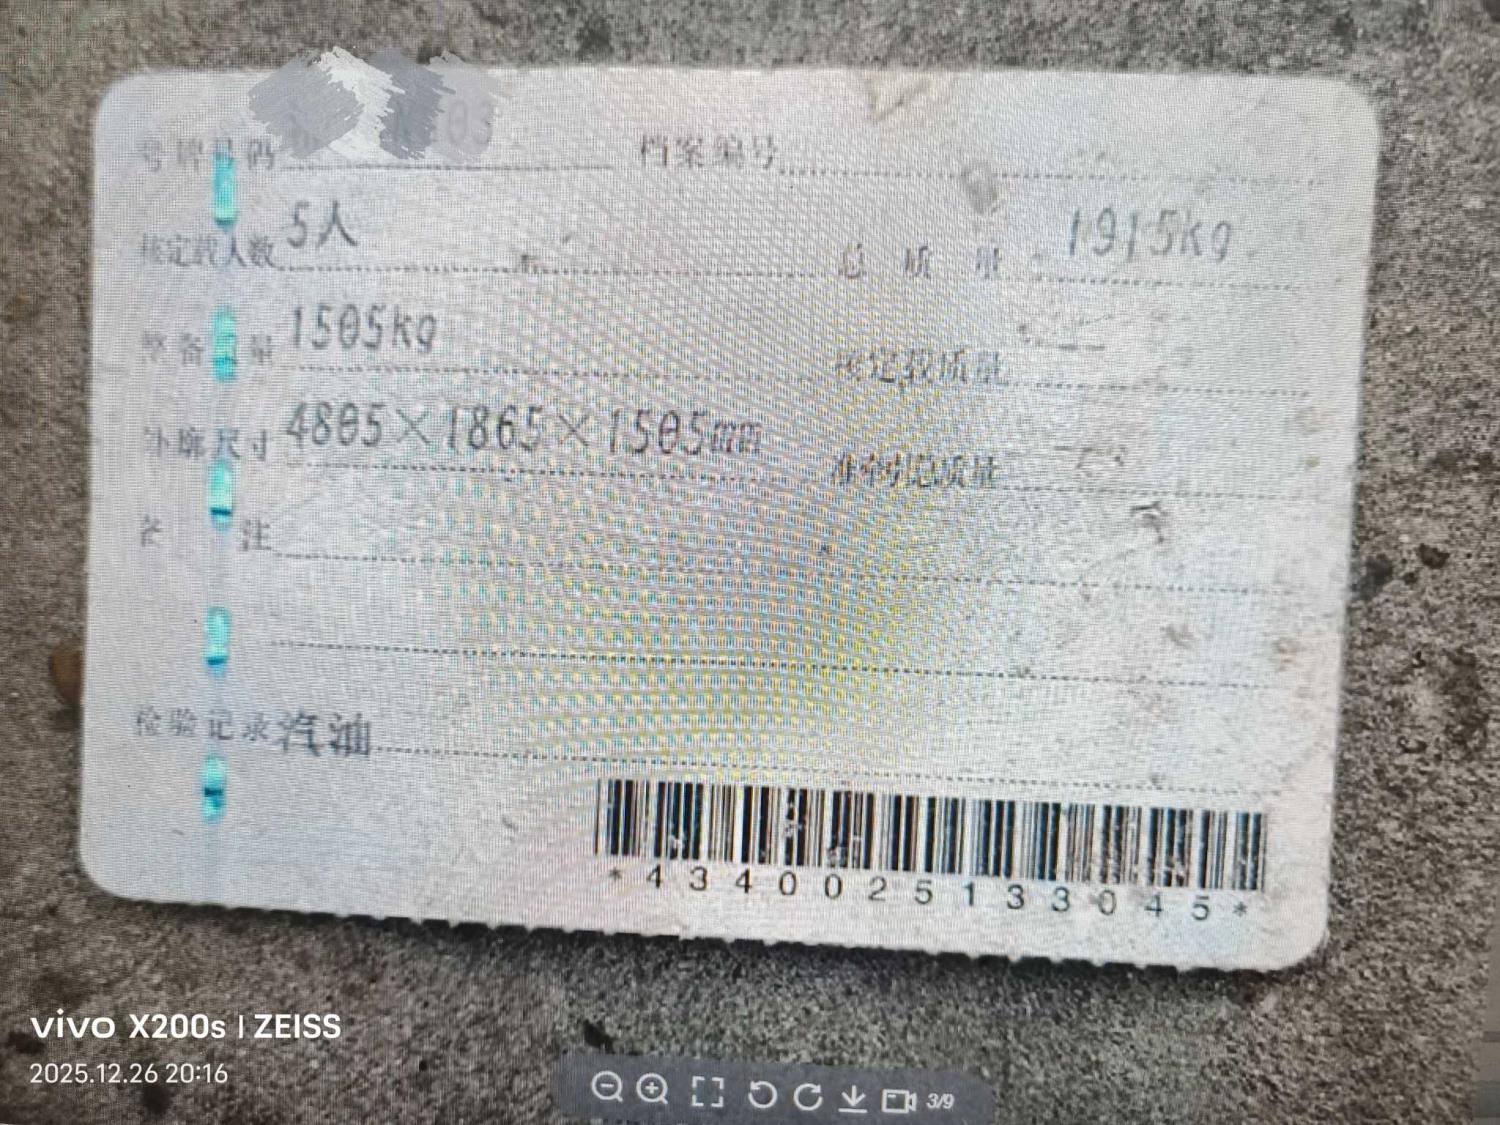 号牌号码 档案编号
核定载人数 5人 总质量 1915kg
整备质量 1505kg 核定载质量
外廓尺寸 4805×1865×1505mm 准牵引总质量
备注
检验记录 汽油
*4340025133045*
vivo X200s | ZEISS
2025.12.26 20:16
3/9